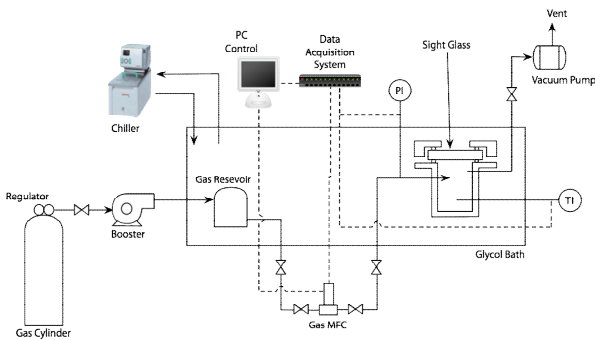 Vent
PC
Control
Data
Acquisition
System
Sight Glass
Vacuum Pump
PI
Chiller
Gas Resevoir
Regulator
TI
Booster
Glycol Bath
Gas MFC
Gas Cylinder